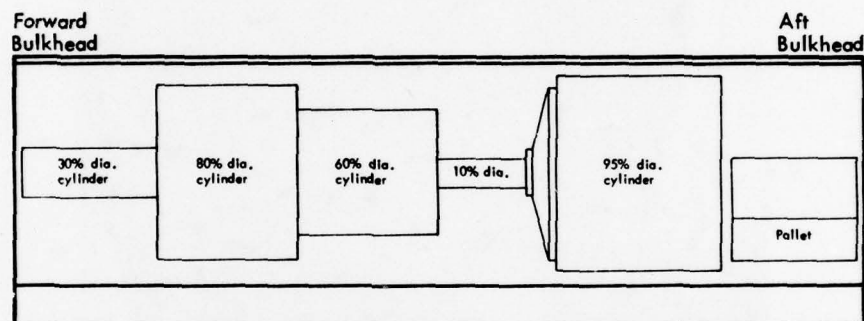 Forward
Bulkhead
Aft
Bulkhead
30% dia.
cylinder
80% dia.
cylinder
60% dia.
cylinder
10% dia.
95% dia.
cylinder
Pallet